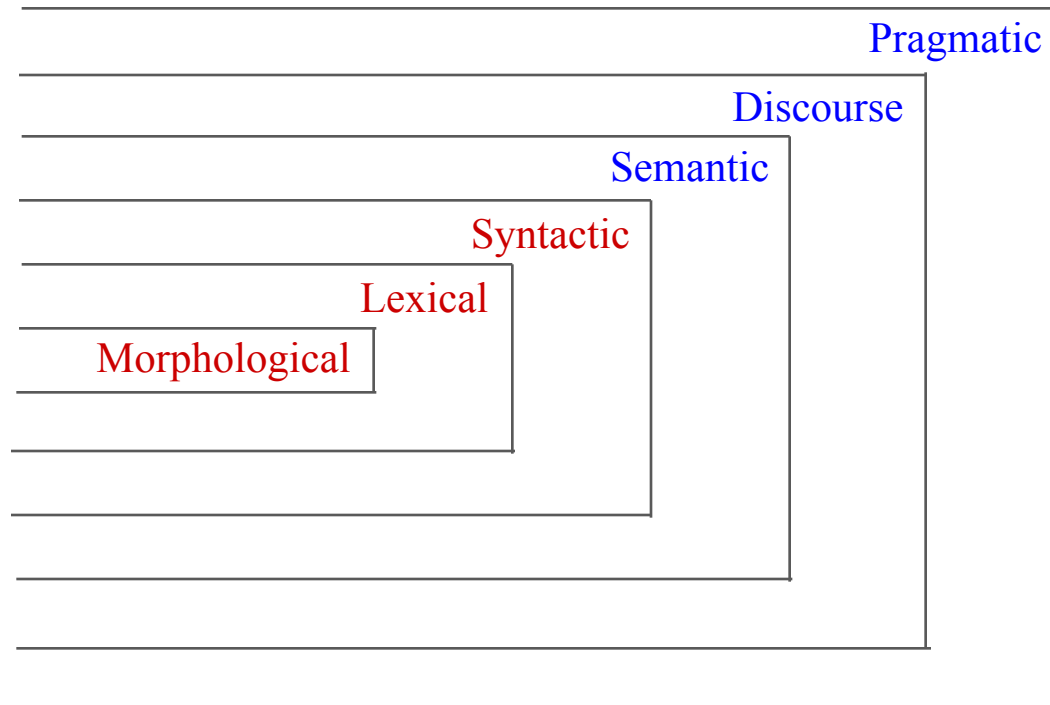 Pragmatic
Discourse
Semantic
Syntactic
Lexical
Morphological